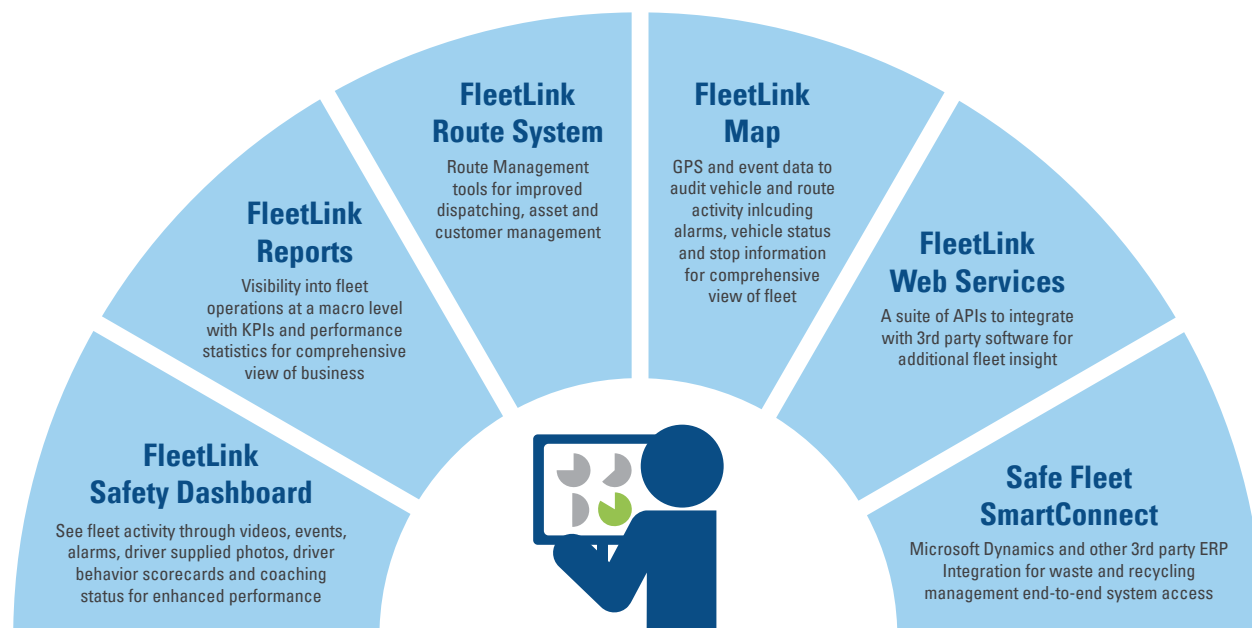 FleetLink
Safety Dashboard
See fleet activity through videos, events,
alarms, driver supplied photos, driver
behavior scorecards and coaching
status for enhanced performance
FleetLink
Reports
Visibility into fleet
operations at a macro level
with KPIs and performance
statistics for comprehensive
view of business
FleetLink
Route System
Route Management
tools for improved
dispatching, asset and
customer management
FleetLink
Map
GPS and event data to
audit vehicle and route
activity inlcuding
alarms, vehicle status
and stop information
for comprehensive
view of fleet
FleetLink
Web Services
A suite of APIs to integrate
with 3rd party software for
additional fleet insight
Safe Fleet
SmartConnect
Microsoft Dynamics and other 3rd party ERP
Integration for waste and recycling
management end-to-end system access